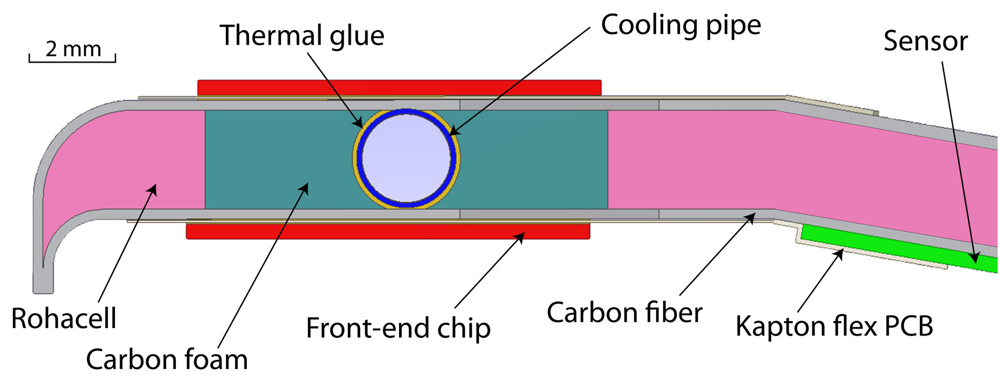 Thermal glue
Cooling pipe
Sensor
2 mm
Rohacell
Carbon foam
Front-end chip
Carbon fiber
Kapton flex PCB